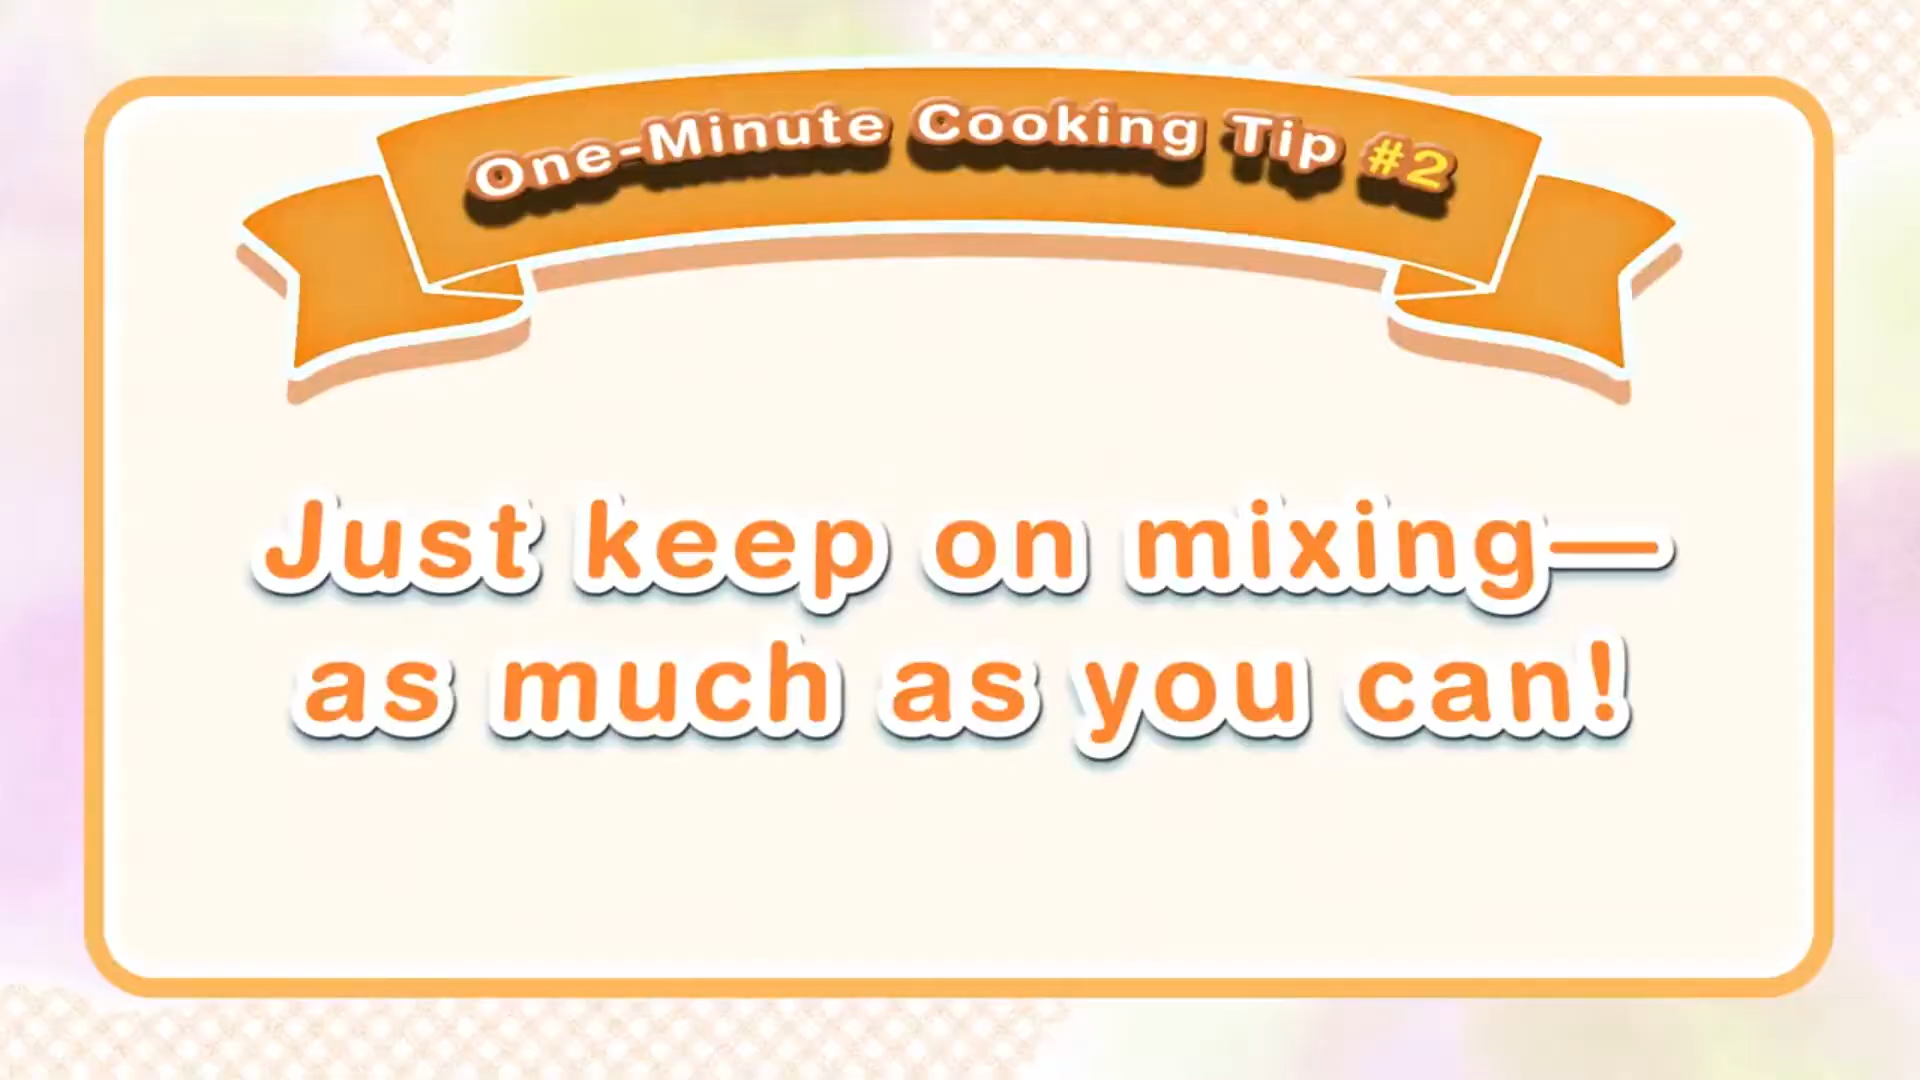 One-Minute Cooking Tip #2
Just keep on mixing—
as much as you can!